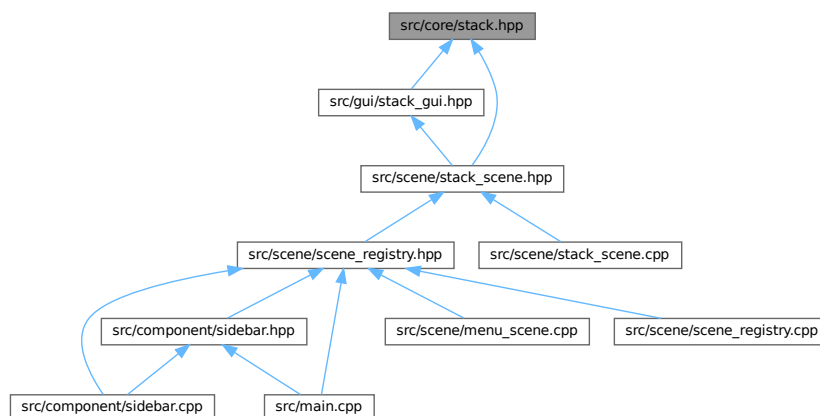 src/core/stack.hpp
src/gui/stack_gui.hpp
src/scene/stack_scene.hpp
src/scene/scene_registry.hpp
src/scene/stack_scene.cpp
src/component/sidebar.hpp
src/scene/menu_scene.cpp
src/scene/scene_registry.cpp
src/component/sidebar.cpp
src/main.cpp